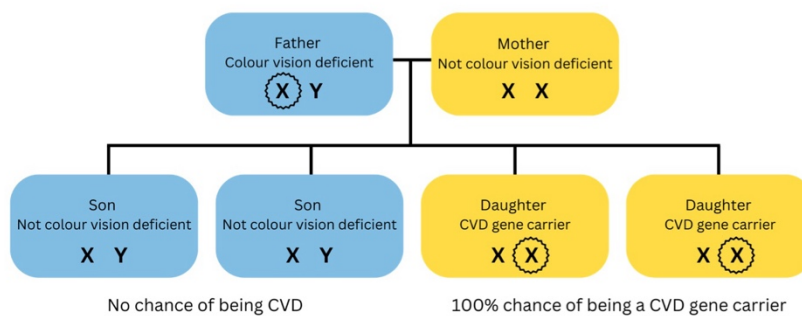 Father
Colour vision deficient
X Y
Mother
Not colour vision deficient
X X
Son
Not colour vision deficient
X Y
Son
Not colour vision deficient
X Y
Daughter
CVD gene carrier
X X
Daughter
CVD gene carrier
X X
No chance of being CVD
100% chance of being a CVD gene carrier